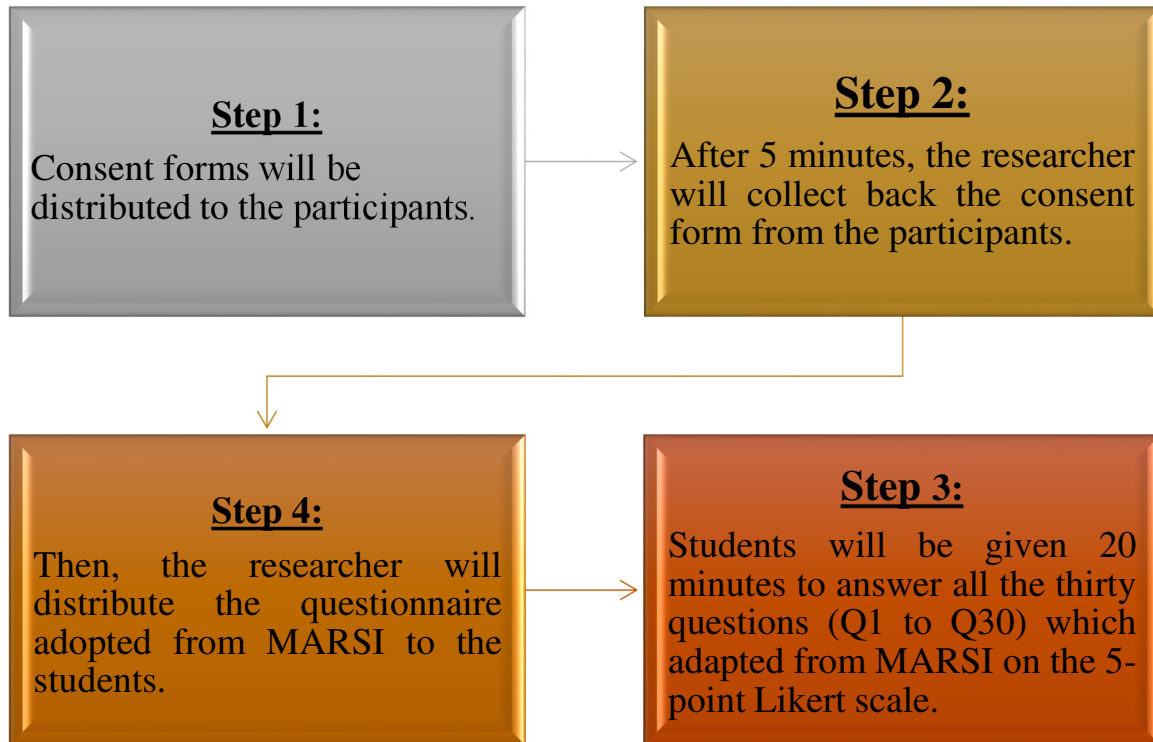 Step 1:
Consent forms will be
distributed to the participants.
Step 2:
After 5 minutes, the researcher
will collect back the consent
form from the participants.
Step 4:
Then, the researcher will
distribute the questionnaire
adopted from MARSI to the
students.
Step 3:
Students will be given 20
minutes to answer all the thirty
questions (Q1 to Q30) which
adapted from MARSI on the 5-
point Likert scale.